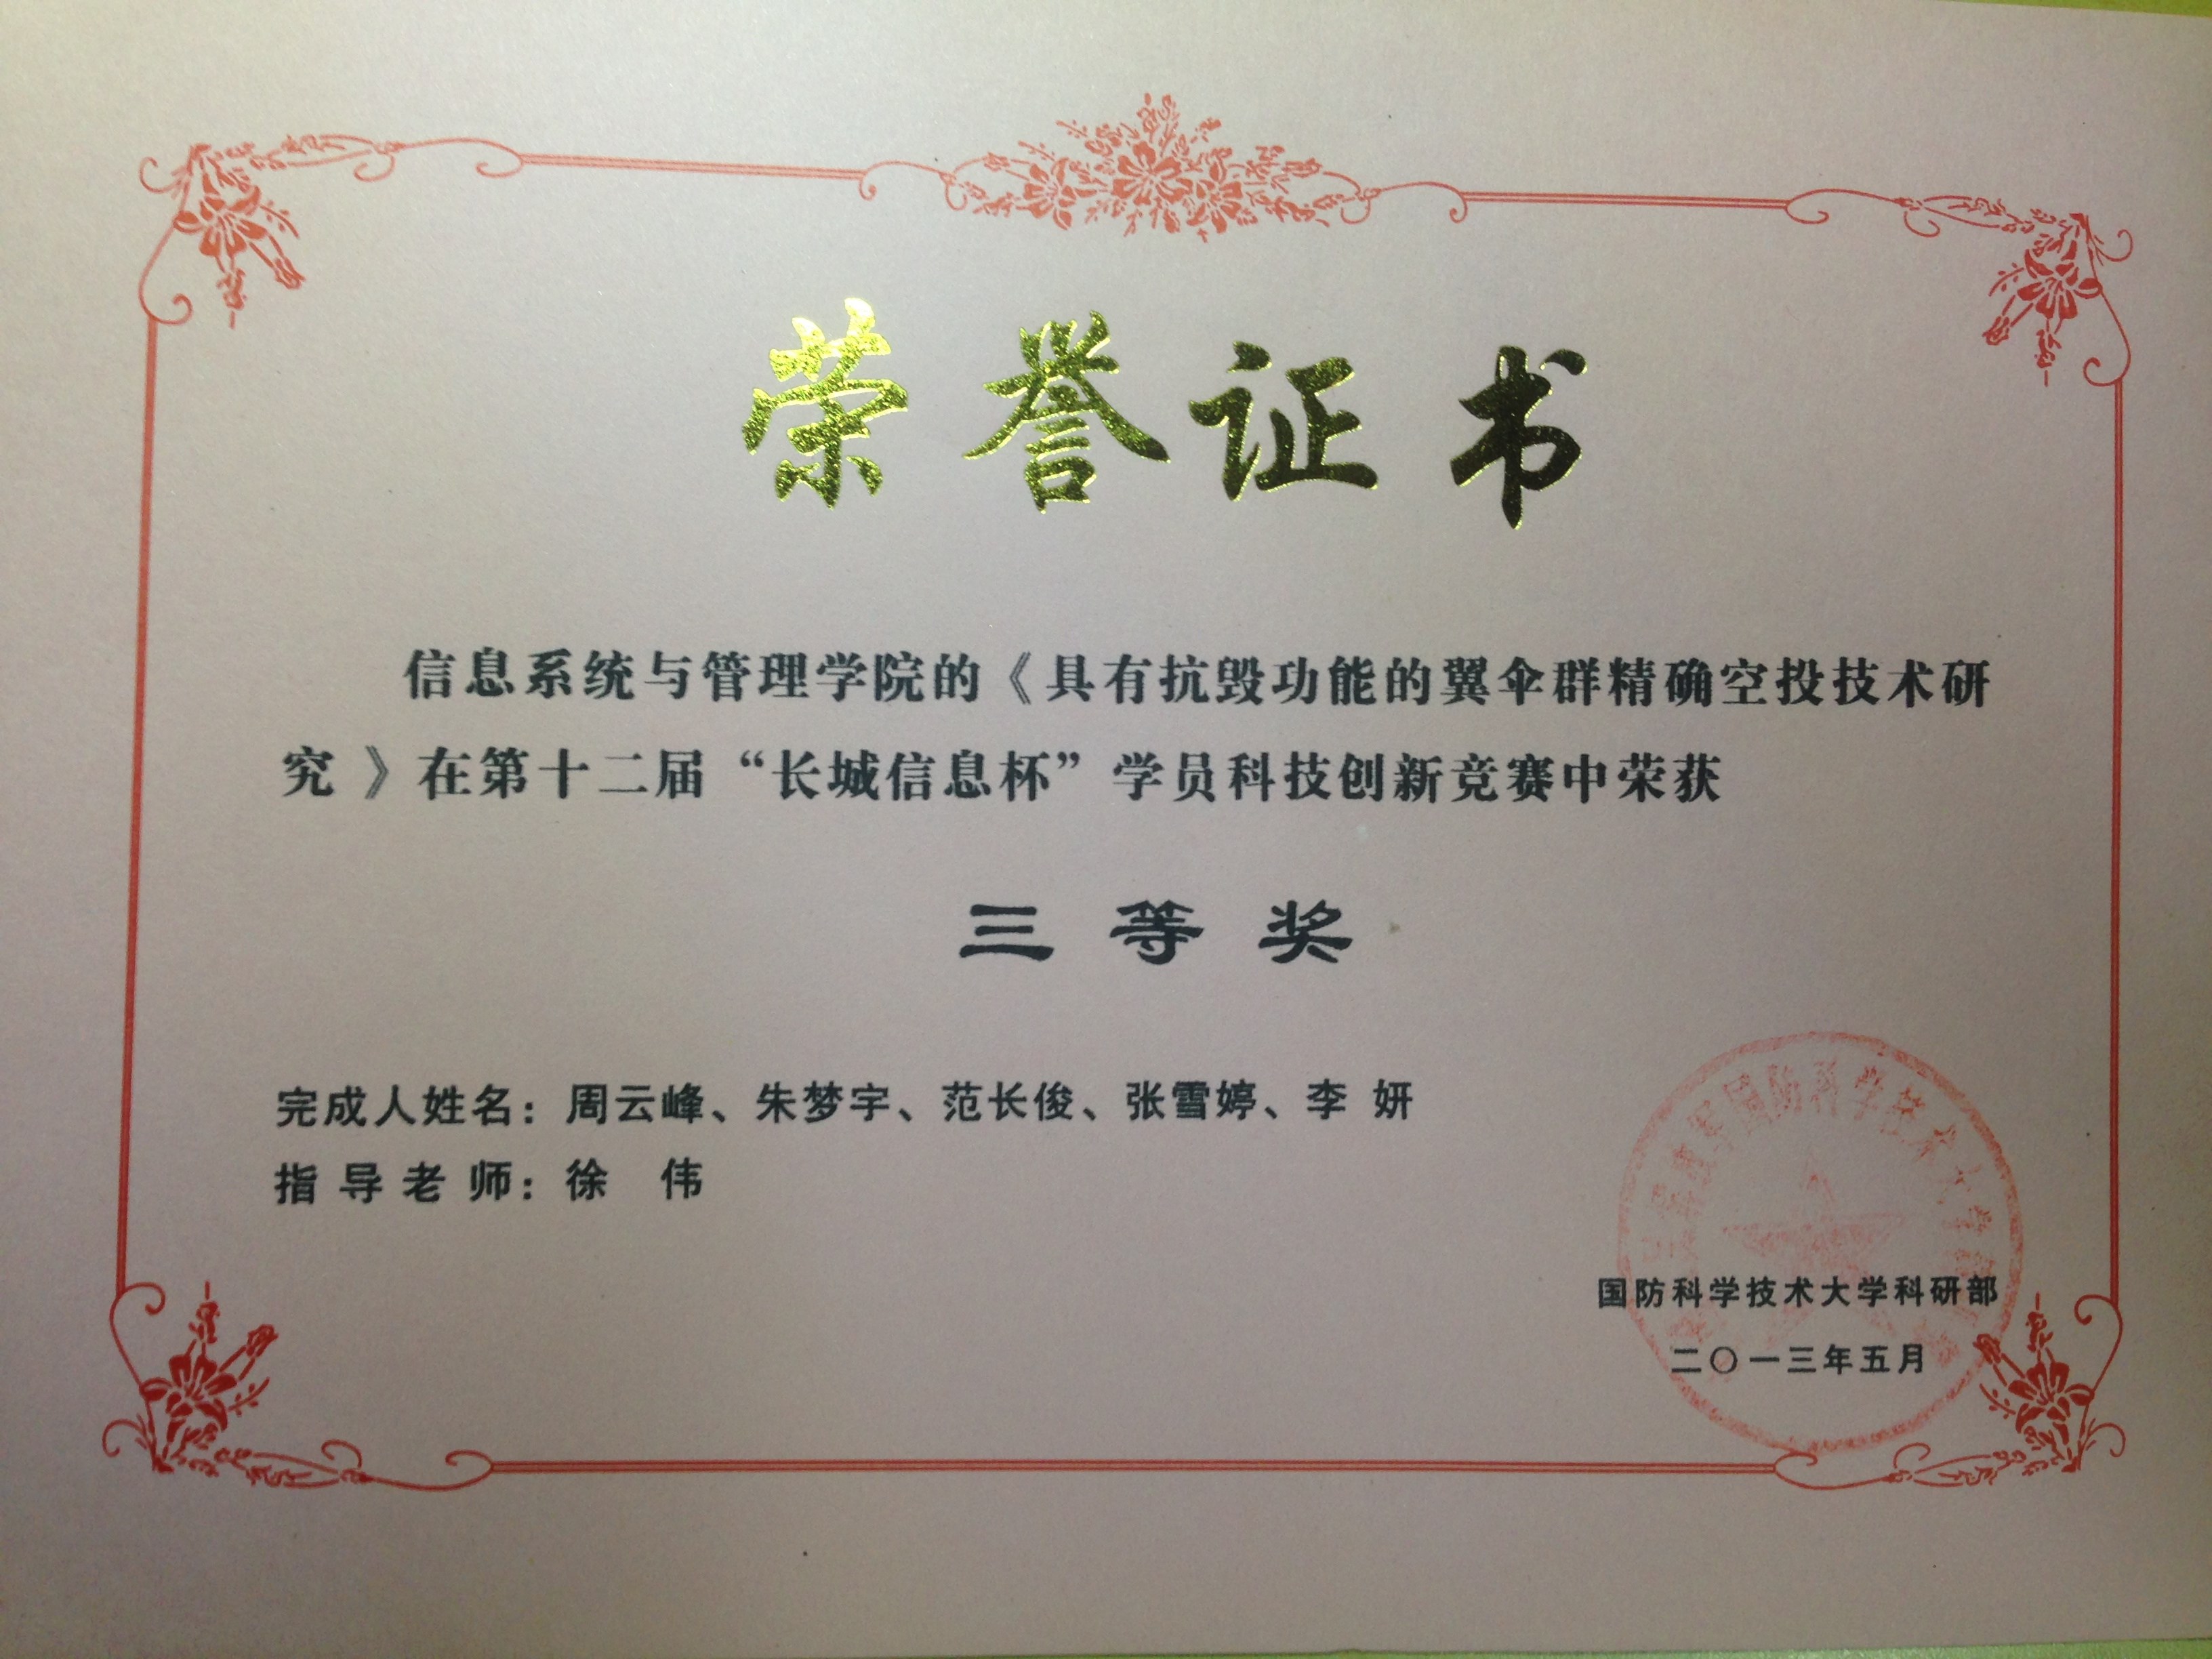 荣誉证书
信息系统与管理学院的《具有抗毁功能的翼伞群精确空投技术研
究 》在第十二届“长城信息杯”学员科技创新竞赛中荣获
三 等 奖
完成人姓名：周云峰、朱梦宇、范长俊、张雪婷、李 妍
指 导 老 师：徐 伟
国防科学技术大学科研部
二〇一三年五月
国防科学技术大学